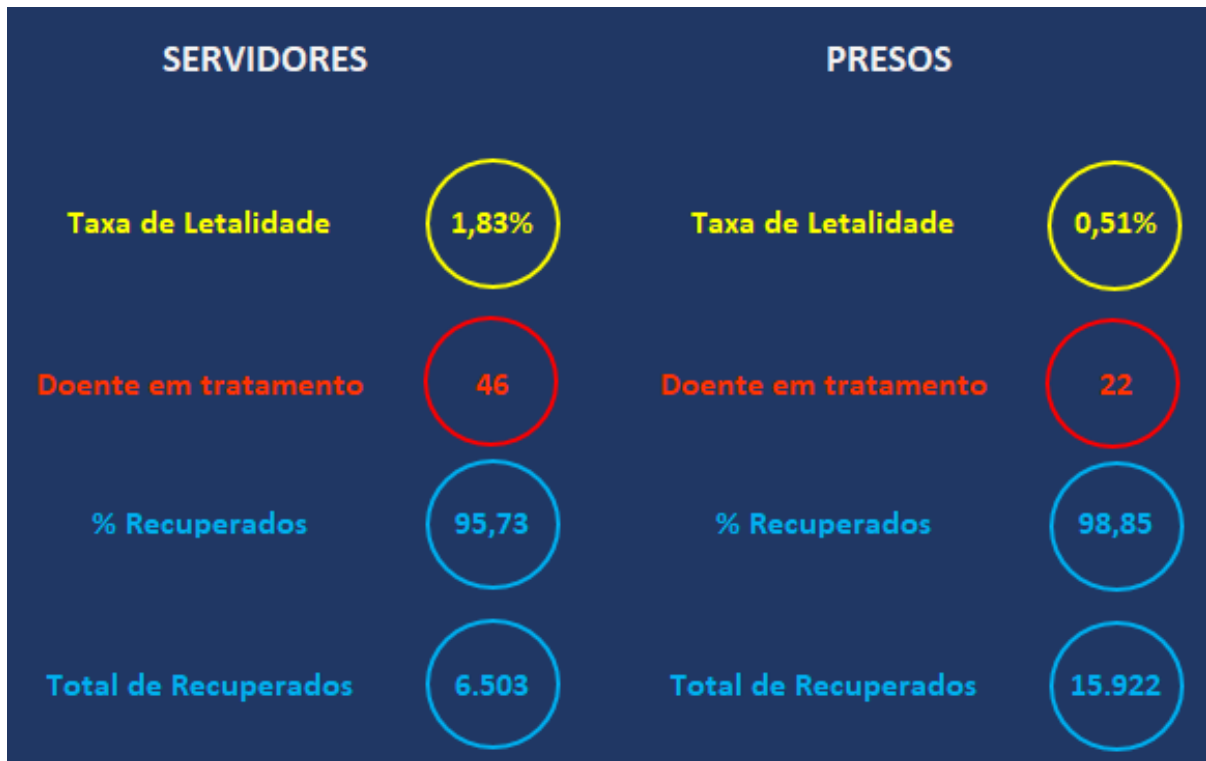 SERVIDORES
PRESOS
Taxa de Letalidade
1,83%
Taxa de Letalidade
0,51%
Doente em tratamento
46
Doente em tratamento
22
% Recuperados
95,73
% Recuperados
98,85
Total de Recuperados
6.503
Total de Recuperados
15.922